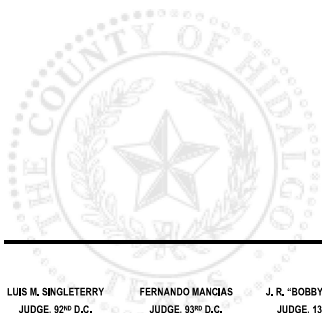 THE COUNTY OF HIDALGO
TEXAS
LUIS M. SINGLETERRY FERNANDO MANCIAS J. R. “BOBBY
JUDGE, 92ND D.C. JUDGE, 93RD D.C. JUDGE, 13